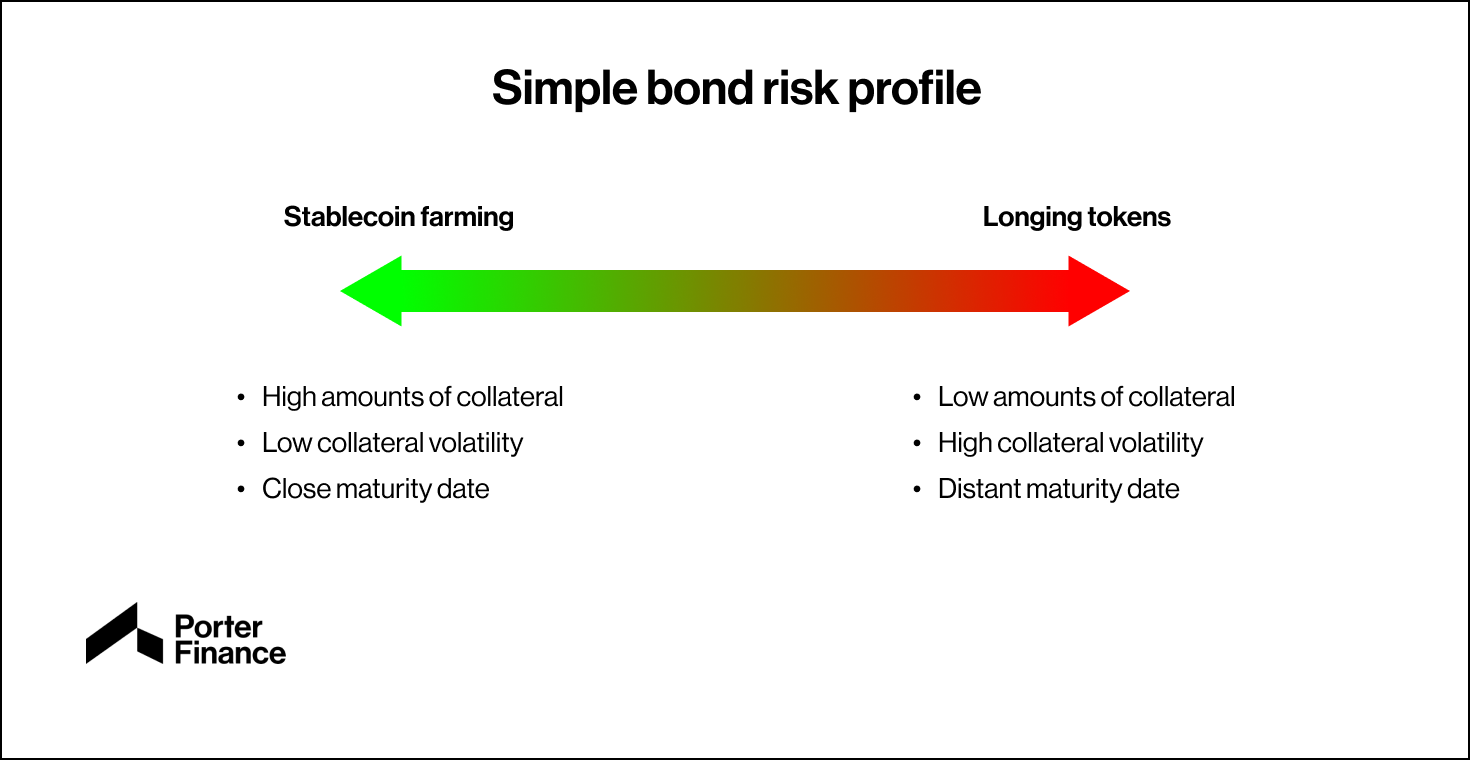 Simple bond risk profile
Stablecoin farming
Longing tokens
• High amounts of collateral
• Low collateral volatility
• Close maturity date
• Low amounts of collateral
• High collateral volatility
• Distant maturity date
Porter
Finance